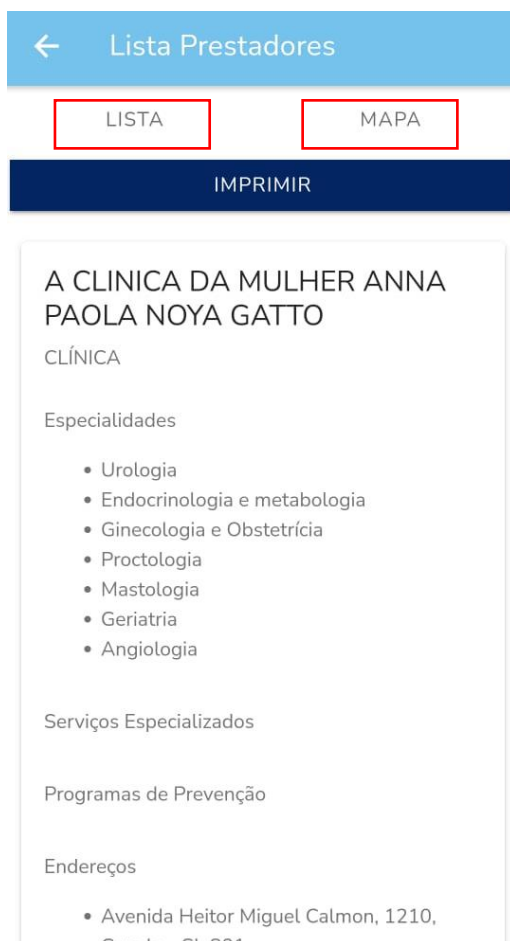 Lista Prestadores
LISTA MAPA
IMPRIMIR
A CLINICA DA MULHER ANNA
PAOLA NOYA GATTO
CLÍNICA
Especialidades
• Urologia
• Endocrinologia e metabologia
• Ginecologia e Obstetrícia
• Proctologia
• Mastologia
• Geriatria
• Angiologia
Serviços Especializados
Programas de Prevenção
Endereços
• Avenida Heitor Miguel Calmon, 1210,